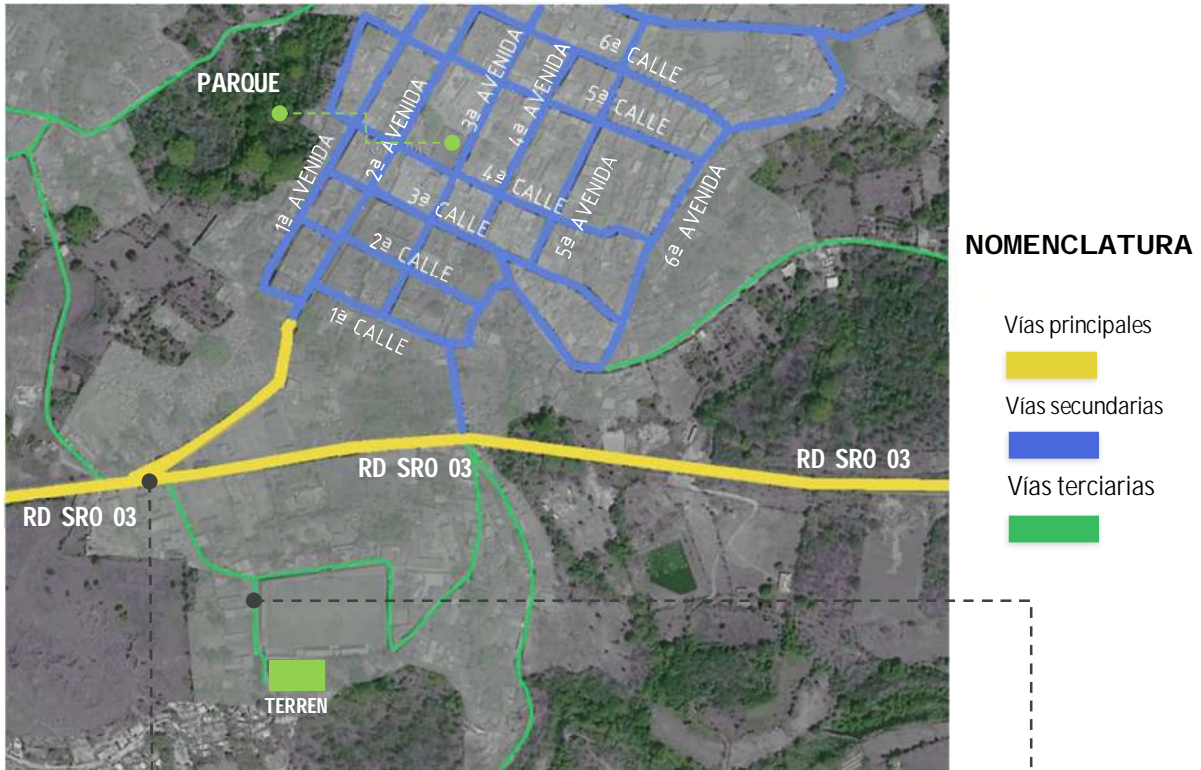 6ª CALLE
PARQUE
5ª CALLE
3ª AVENIDA
4ª AVENIDA
2ª AVENIDA
1ª AVENIDA
4ª CALLE
3ª CALLE
5ª AVENIDA
6ª AVENIDA
2ª CALLE
1ª CALLE
RD SRO 03
RD SRO 03
RD SRO 03
TERREN
NOMENCLATURA
Vías principales
Vías secundarias
Vías terciarias